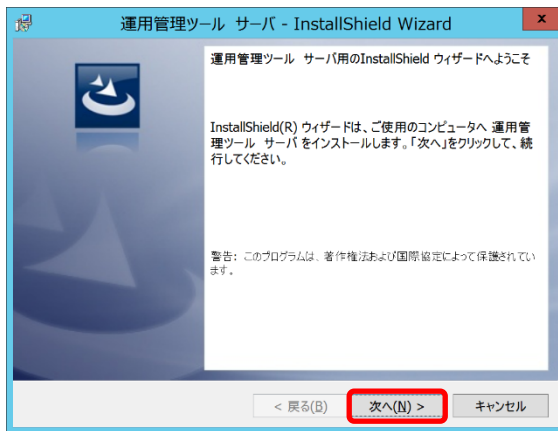 運用管理ツール サーバ - InstallShield Wizard
x
運用管理ツール サーバ用のInstallShield ウィザードへようこそ
InstallShield(R) ウィザードは、ご使用のコンピュータへ 運用管
理ツール サーバ をインストールします。「次へ」をクリックして、続
行してください。
警告: このプログラムは、著作権法および国際協定によって保護されてい
ます。
< 戻る(B)
次へ(N) >
キャンセル